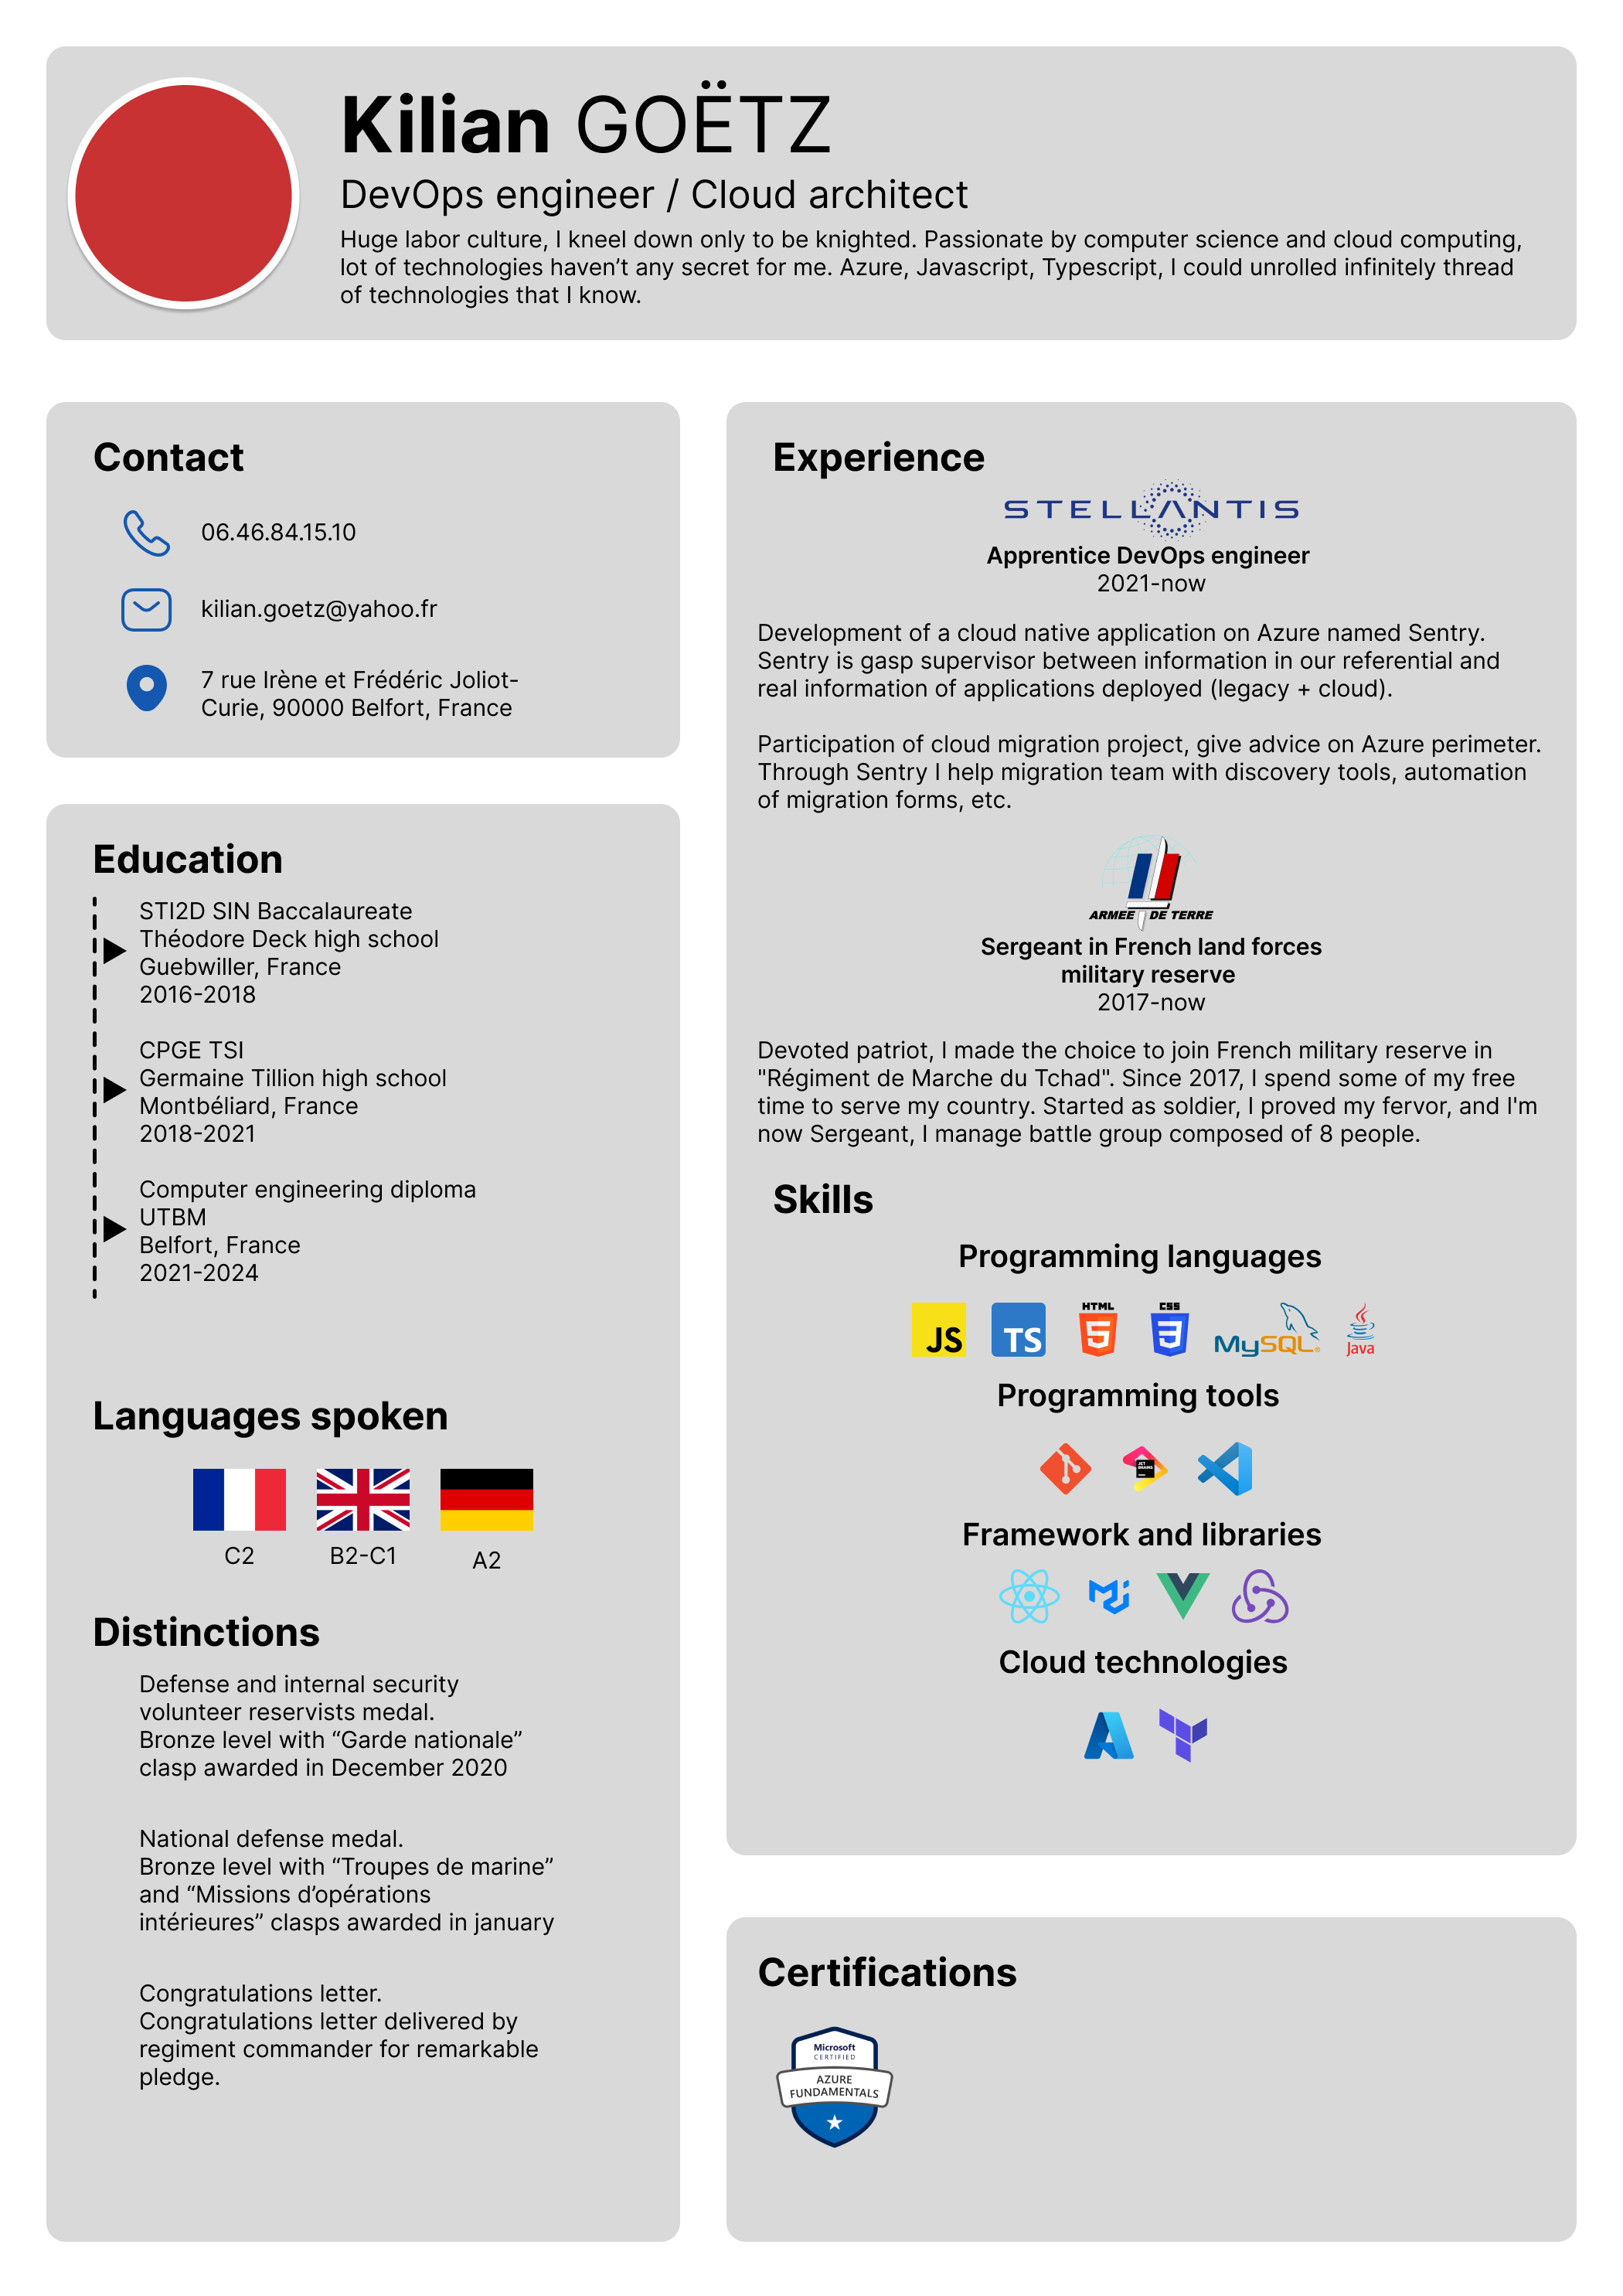 Kilian GOËTZ
DevOps engineer / Cloud architect
Huge labor culture, I kneel down only to be knighted. Passionate by computer science and cloud computing,
lot of technologies haven’t any secret for me. Azure, Javascript, Typescript, I could unrolled infinitely thread
of technologies that I know.
Contact
06.46.84.15.10
kilian.goetz@yahoo.fr
7 rue Irène et Frédéric Joliot-
Curie, 90000 Belfort, France
Education
STI2D SIN Baccalaureate
Théodore Deck high school
Guebwiller, France
2016-2018
CPGE TSI
Germaine Tillion high school
Montbéliard, France
2018-2021
Computer engineering diploma
UTBM
Belfort, France
2021-2024
Languages spoken
C2
B2-C1
A2
Distinctions
Defense and internal security
volunteer reservists medal.
Bronze level with “Garde nationale”
clasp awarded in December 2020
National defense medal.
Bronze level with “Troupes de marine”
and “Missions d’opérations
intérieures” clasps awarded in january
Congratulations letter.
Congratulations letter delivered by
regiment commander for remarkable
pledge.
Experience
STELLANTIS
Apprentice DevOps engineer
2021-now
Development of a cloud native application on Azure named Sentry.
Sentry is gasp supervisor between information in our referential and
real information of applications deployed (legacy + cloud).
Participation of cloud migration project, give advice on Azure perimeter.
Through Sentry I help migration team with discovery tools, automation
of migration forms, etc.
ARMEE DE TERRE
Sergeant in French land forces
military reserve
2017-now
Devoted patriot, I made the choice to join French military reserve in
"Régiment de Marche du Tchad". Since 2017, I spend some of my free
time to serve my country. Started as soldier, I proved my fervor, and I'm
now Sergeant, I manage battle group composed of 8 people.
Skills
Programming languages
JS TS HTML 5 CSS 3 MySQL® Java
Programming tools
JET BRAINS
Framework and libraries
Cloud technologies
Certifications
Microsoft
CERTIFIED
AZURE
FUNDAMENTALS